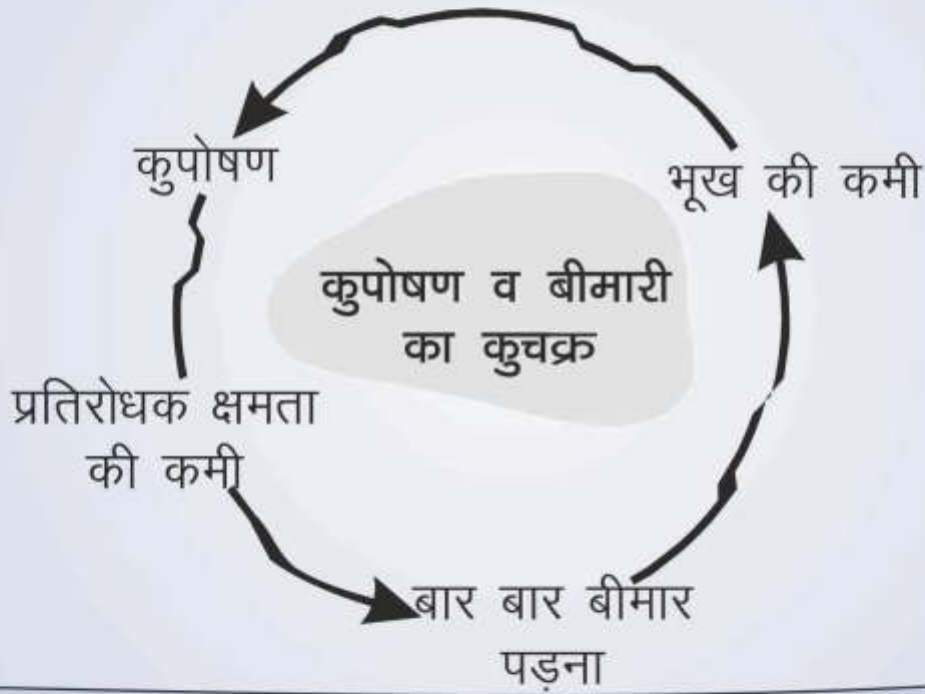 कुपोषण
भूख की कमी
कुपोषण व बीमारी
का कुचक्र
प्रतिरोधक क्षमता
की कमी
बार बार बीमार
पड़ना